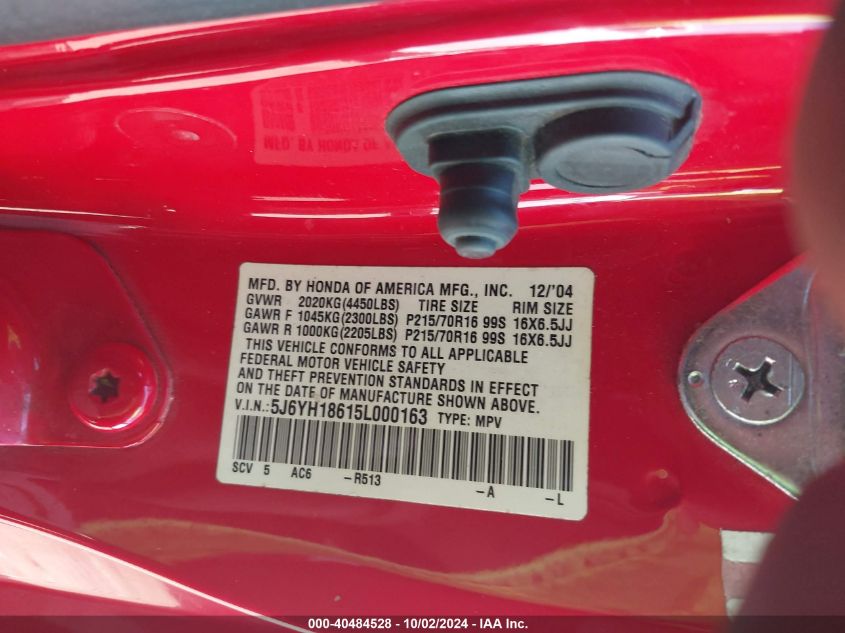 MFD. BY HONDA OF AMERICA MFG., INC. 12/'04
GVWR 2020KG(4450LBS) TIRE SIZE RIM SIZE
GAWR F 1045KG(2300LBS) P215/70R16 99S 16X6.5JJ
GAWR R 1000KG(2205LBS) P215/70R16 99S 16X6.5JJ
THIS VEHICLE CONFORMS TO ALL APPLICABLE
FEDERAL MOTOR VEHICLE SAFETY
AND THEFT PREVENTION STANDARDS IN EFFECT
ON THE DATE OF MANUFACTURE SHOWN ABOVE.
V.I.N.: 5J6YH18615L000163 TYPE: MPV
SCV 5 AC6 -R513 -A -L
000-40484528 - 10/02/2024 - IAA Inc.